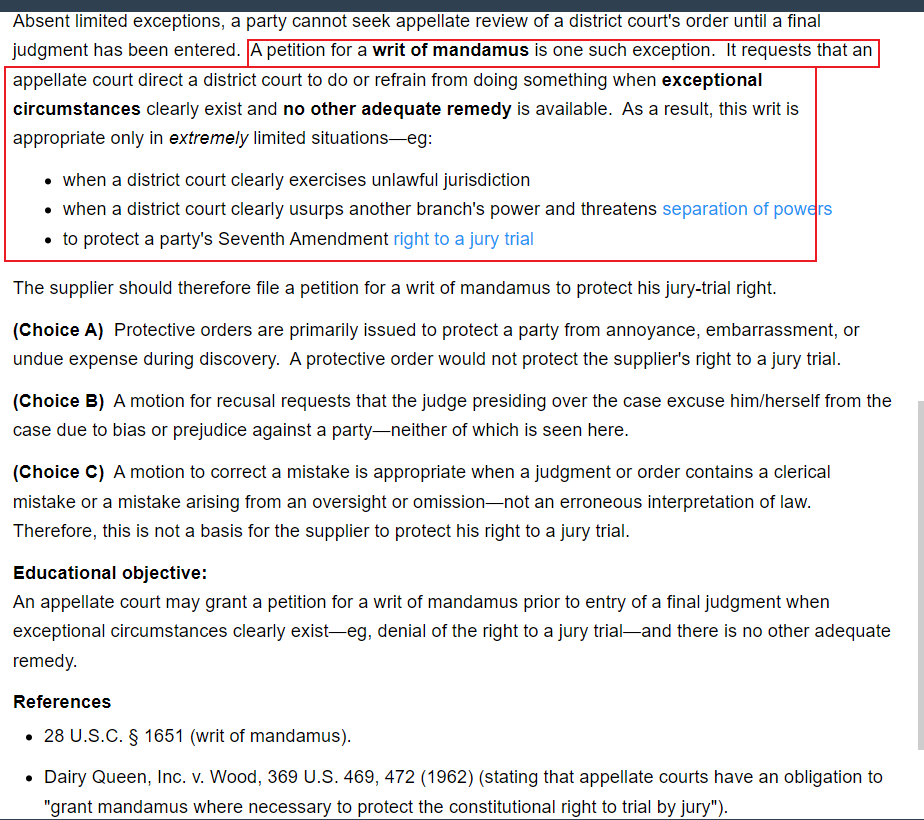 Absent limited exceptions, a party cannot seek appellate review of a district court's order until a final
judgment has been entered.  A petition for a writ of mandamus is one such exception.  It requests that an
appellate court direct a district court to do or refrain from doing something when exceptional
circumstances clearly exist and no other adequate remedy is available.  As a result, this writ is
appropriate only in extremely limited situations—eg:
• when a district court clearly exercises unlawful jurisdiction
• when a district court clearly usurps another branch's power and threatens separation of powers
• to protect a party's Seventh Amendment right to a jury trial
The supplier should therefore file a petition for a writ of mandamus to protect his jury-trial right.
(Choice A)  Protective orders are primarily issued to protect a party from annoyance, embarrassment, or
undue expense during discovery.  A protective order would not protect the supplier's right to a jury trial.
(Choice B)  A motion for recusal requests that the judge presiding over the case excuse him/herself from the
case due to bias or prejudice against a party—neither of which is seen here.
(Choice C)  A motion to correct a mistake is appropriate when a judgment or order contains a clerical
mistake or a mistake arising from an oversight or omission—not an erroneous interpretation of law.
Therefore, this is not a basis for the supplier to protect his right to a jury trial.
Educational objective:
An appellate court may grant a petition for a writ of mandamus prior to entry of a final judgment when
exceptional circumstances clearly exist—eg, denial of the right to a jury trial—and there is no other adequate
remedy.
References
• 28 U.S.C. § 1651 (writ of mandamus).
• Dairy Queen, Inc. v. Wood, 369 U.S. 469, 472 (1962) (stating that appellate courts have an obligation to
"grant mandamus where necessary to protect the constitutional right to trial by jury").